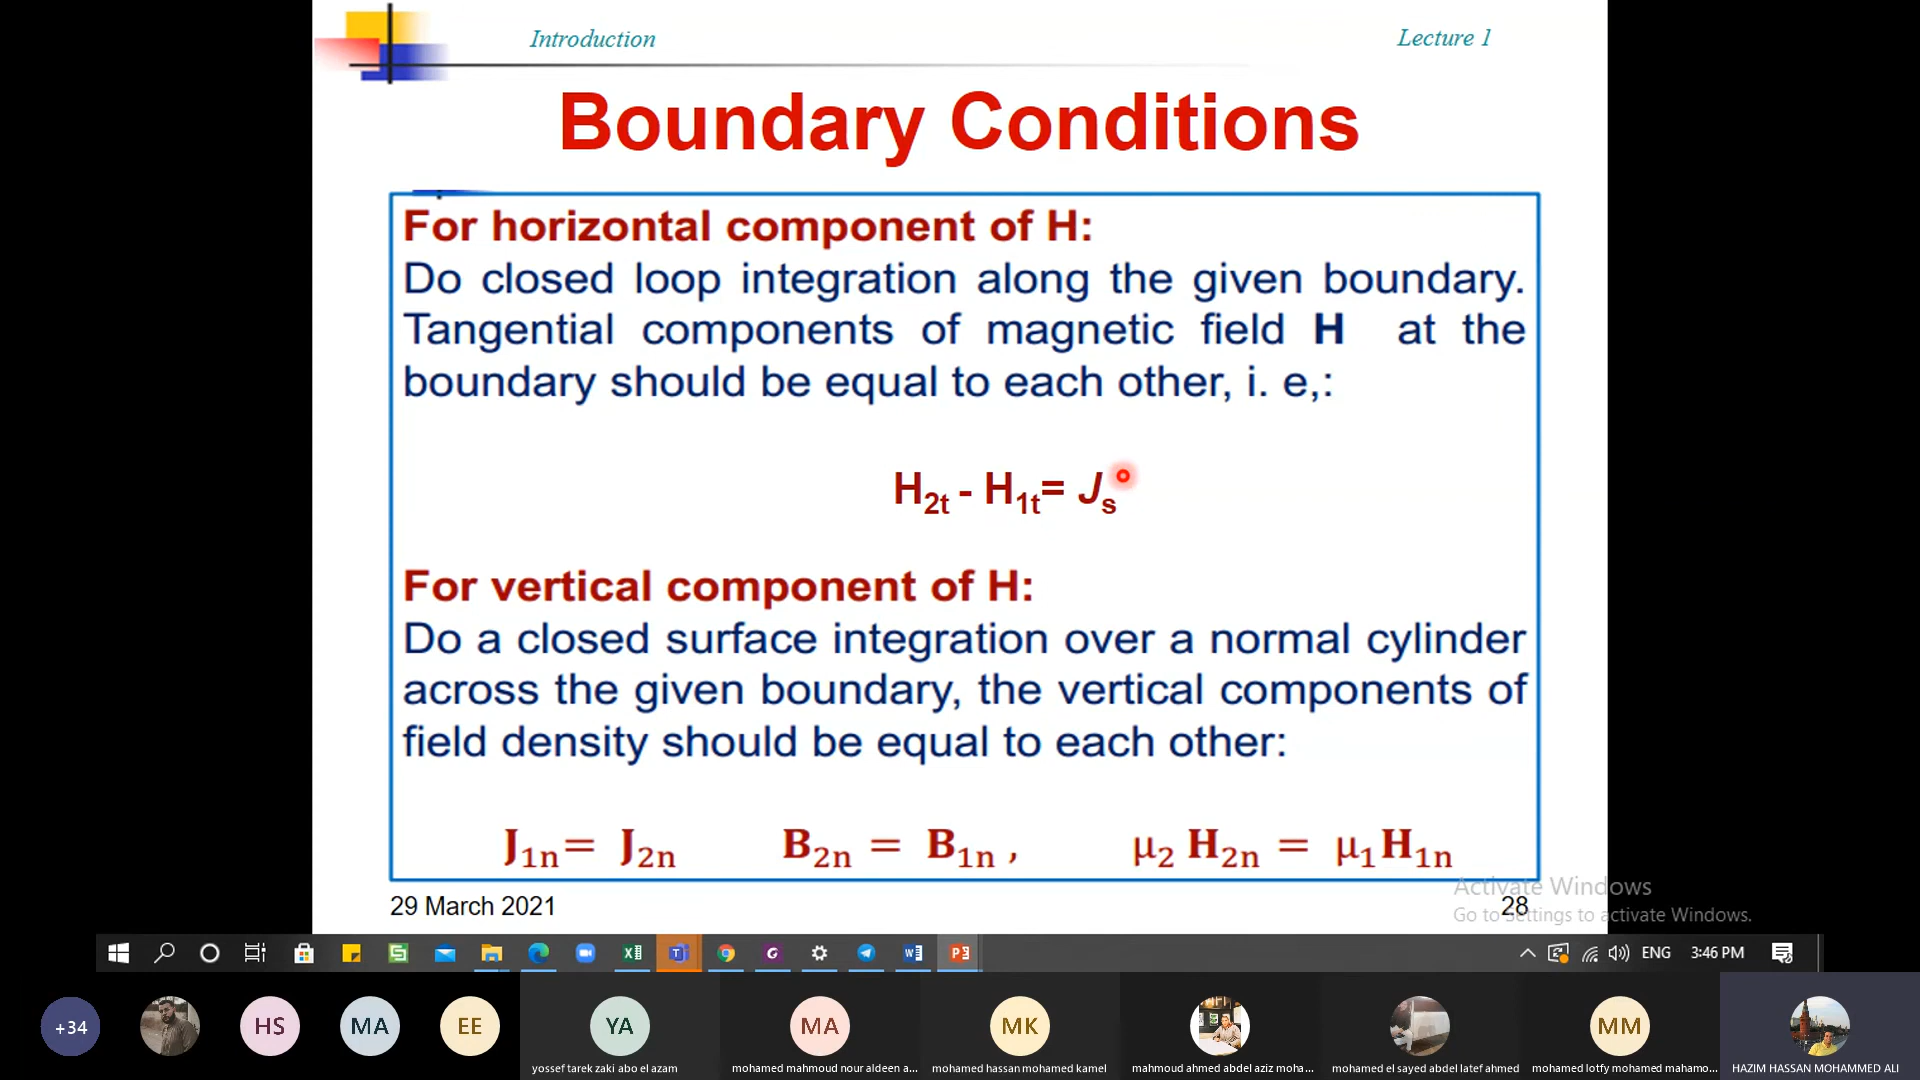 Introduction
Lecture 1
Boundary Conditions
For horizontal component of H:
Do closed loop integration along the given boundary.
Tangential components of magnetic field H at the
boundary should be equal to each other, i. e,:
H2t - H1t= Js
For vertical component of H:
Do a closed surface integration over a normal cylinder
across the given boundary, the vertical components of
field density should be equal to each other:
J1n= J2n B2n = B1n , μ2 H2n = μ1H1n
Activate Windows
Go to Settings to activate Windows.
29 March 2021
28
ENG 3:46 PM
+34
HS
MA
EE
YA
MA
MK
MM
yossef tarek zaki abo el azam
mohamed mahmoud nour aldeen a...
mohamed hassan mohamed kamel
mahmoud ahmed abdel aziz moha...
mohamed el sayed abdel latef ahmed
mohamed lotfy mohamed mahamo...
HAZIM HASSAN MOHAMMED ALI